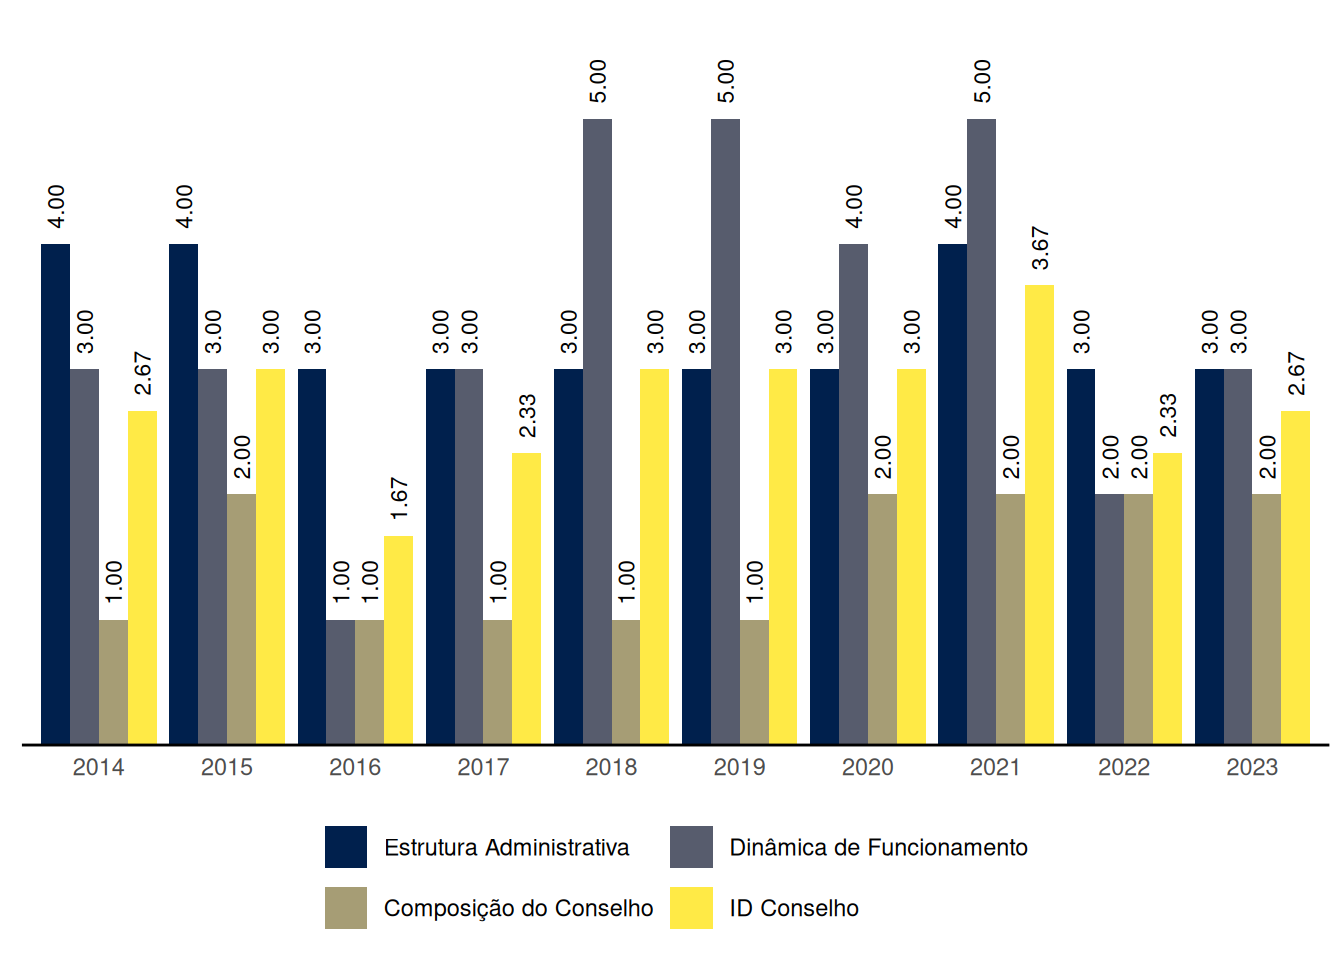 4.00 3.00 1.00 2.67
4.00 3.00 2.00 3.00
3.00 1.00 1.00 1.67
3.00 3.00 1.00 2.33
3.00 5.00 1.00 3.00
3.00 5.00 1.00 3.00
3.00 4.00 2.00 3.00
4.00 5.00 2.00 3.67
3.00 2.00 2.00 2.33
3.00 3.00 2.00 2.67
2014 2015 2016 2017 2018 2019 2020 2021 2022 2023
Estrutura Administrativa Dinâmica de Funcionamento
Composição do Conselho ID Conselho